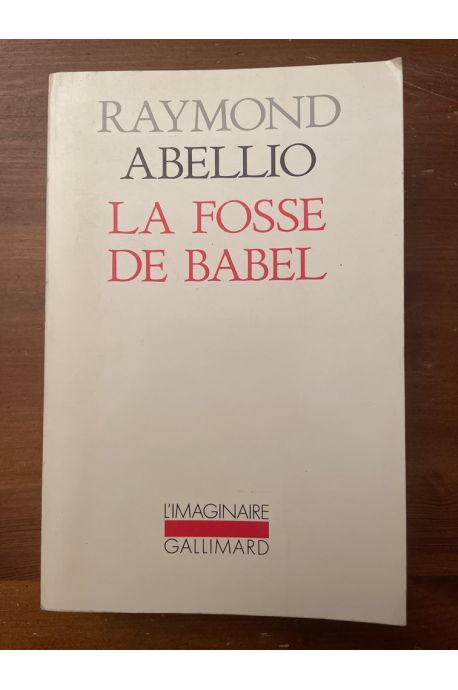 RAYMOND
ABELLIO
LA FOSSE
DE BABEL
L'IMAGINAIRE
GALLIMARD